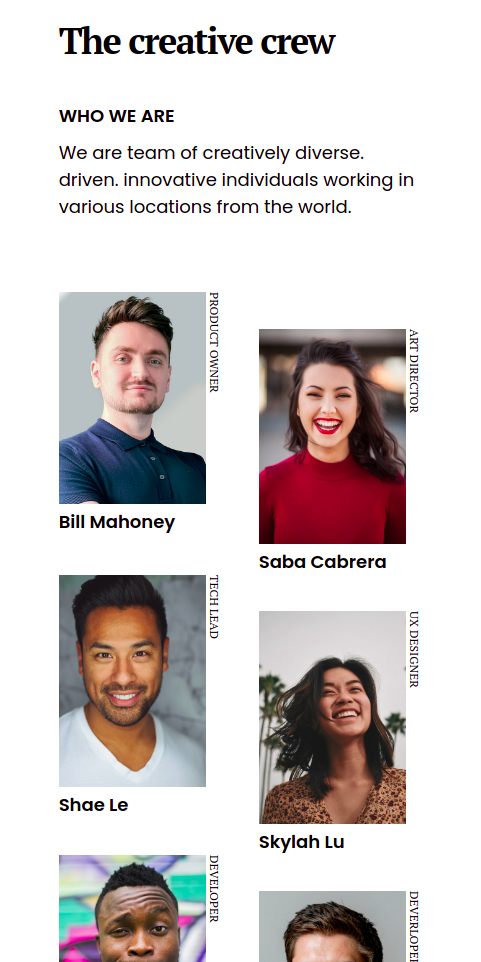 The creative crew
WHO WE ARE
We are team of creatively diverse.
driven. innovative individuals working in
various locations from the world.
PRODUCT OWNER
Bill Mahoney
ART DIRECTOR
Saba Cabrera
TECH LEAD
Shae Le
UX DESIGNER
Skylah Lu
DEVELOPER
DEVERLOPER